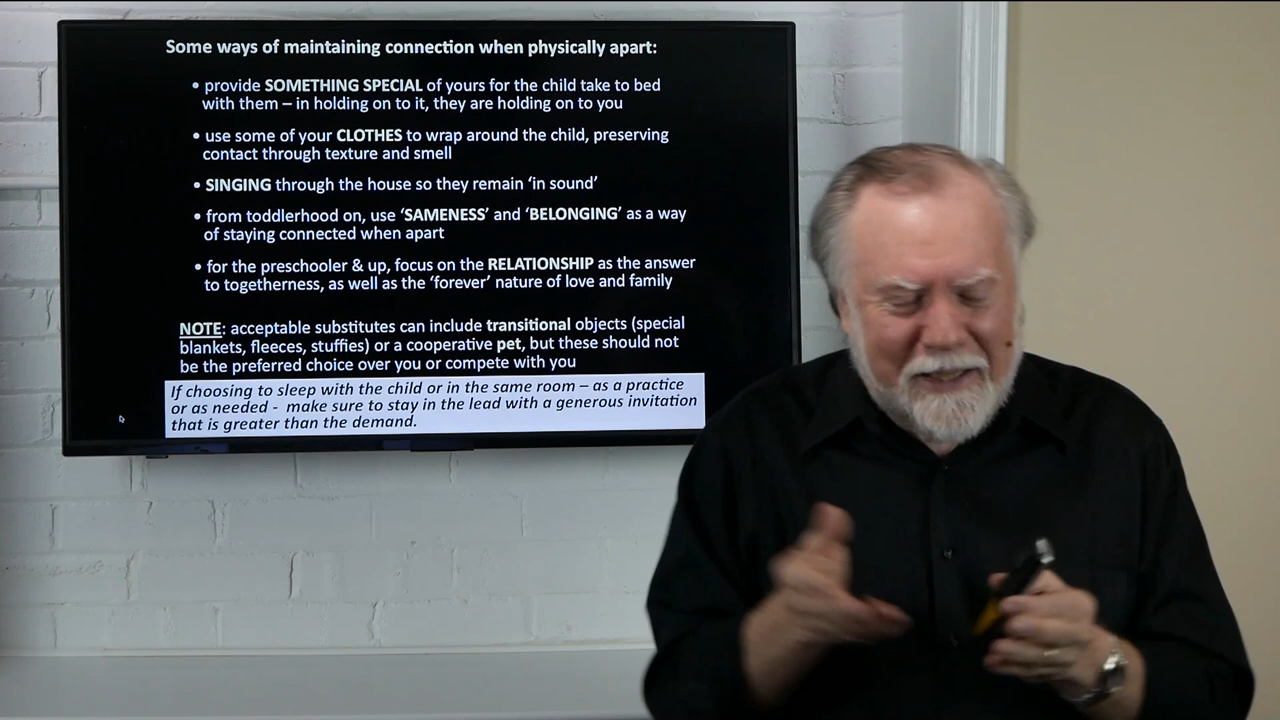 Some ways of maintaining connection when physically apart:
• provide SOMETHING SPECIAL of yours for the child take to bed
with them – in holding on to it, they are holding on to you
• use some of your CLOTHES to wrap around the child, preserving
contact through texture and smell
• SINGING through the house so they remain ‘in sound’
• from toddlerhood on, use ‘SAMENESS’ and ‘BELONGING’ as a way
of staying connected when apart
• for the preschooler & up, focus on the RELATIONSHIP as the answer
to togetherness, as well as the ‘forever’ nature of love and family
NOTE: acceptable substitutes can include transitional objects (special
blankets, fleeces, stuffies) or a cooperative pet, but these should not
be the preferred choice over you or compete with you
If choosing to sleep with the child or in the same room – as a practice
or as needed - make sure to stay in the lead with a generous invitation
that is greater than the demand.